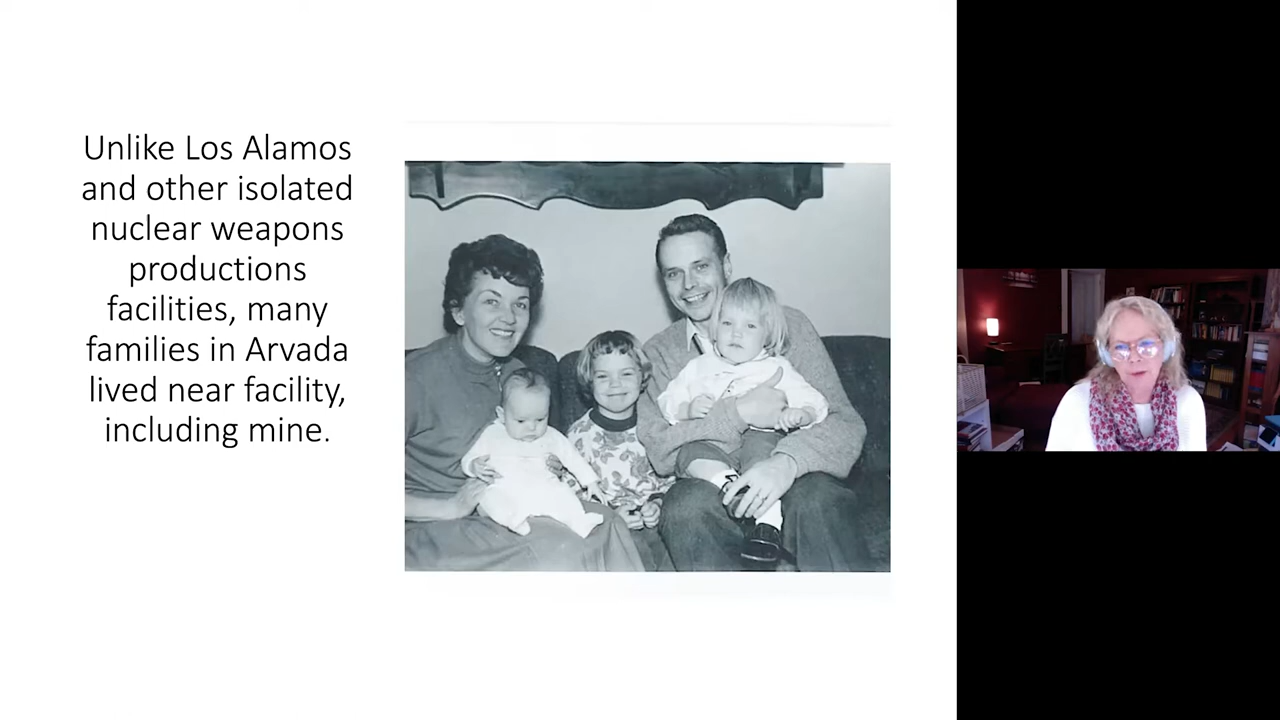 Unlike Los Alamos
and other isolated
nuclear weapons
productions
facilities, many
families in Arvada
lived near facility,
including mine.